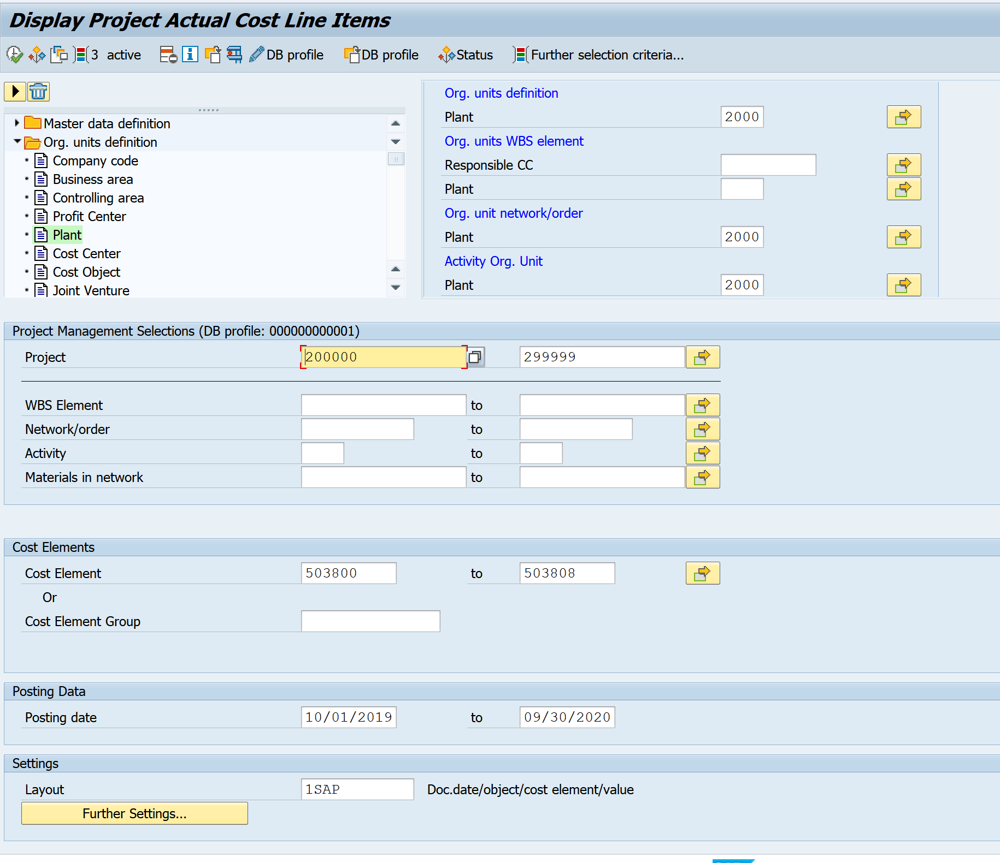 Display Project Actual Cost Line Items
3 active DB profile DB profile Status Further selection criteria...
Master data definition
Org. units definition
Company code
Business area
Controlling area
Profit Center
Plant
Cost Center
Cost Object
Joint Venture
Org. units definition
Plant 2000
Org. units WBS element
Responsible CC
Plant
Org. unit network/order
Plant 2000
Activity Org. Unit
Plant 2000
Project Management Selections (DB profile: 000000000001)
Project 200000 299999
WBS Element to
Network/order to
Activity to
Materials in network to
Cost Elements
Cost Element 503800 to 503808
Or
Cost Element Group
Posting Data
Posting date 10/01/2019 to 09/30/2020
Settings
Layout 1SAP Doc.date/object/cost element/value
Further Settings...